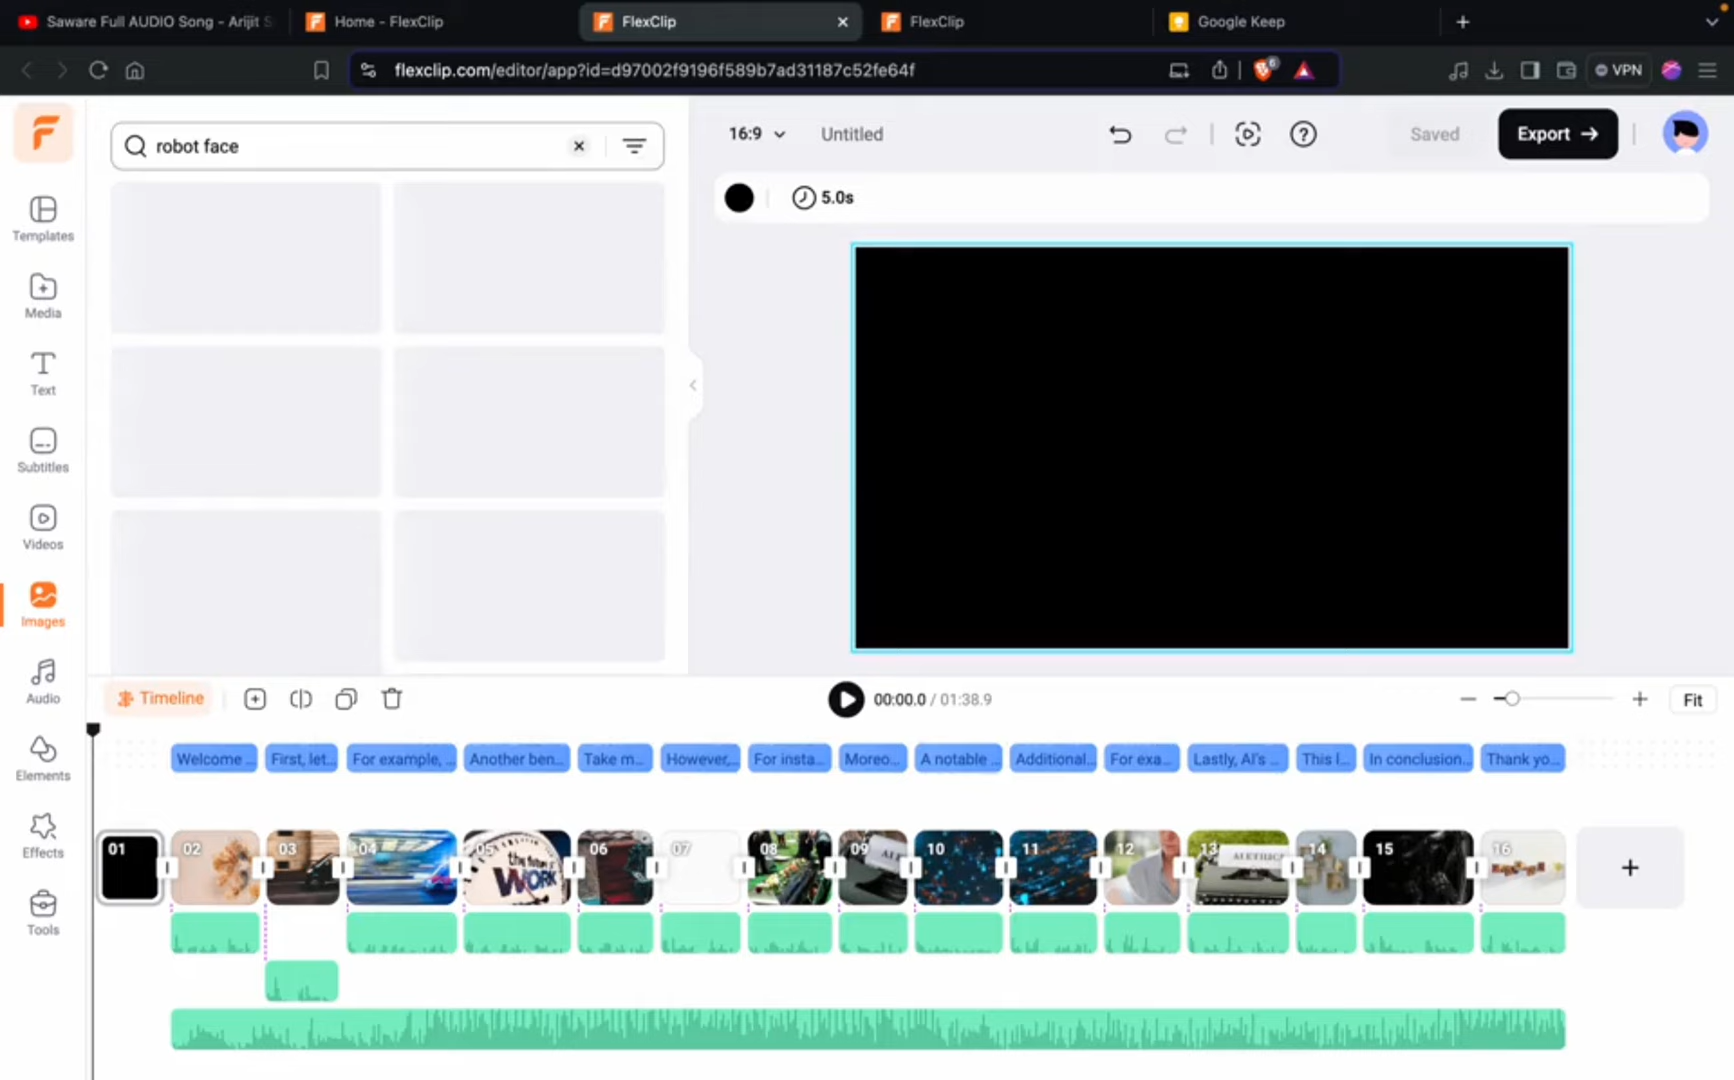 Saware Full AUDIO Song - Arijit S
Home - FlexClip
FlexClip
FlexClip
Google Keep
flexclip.com/editor/app?id=d97002f9196f589b7ad31187c52fe64f
6
VPN
robot face
16:9
Untitled
Saved
Export
5.0s
Templates
Media
Text
Subtitles
Videos
Images
Audio
Elements
Effects
Tools
Timeline
00:00.0 / 01:38.9
Fit
Welcome ...
First, let...
For example, ...
Another ben...
Take m...
However,...
For insta...
Moreo...
A notable ...
Additional...
For exa...
Lastly, AI's ...
This l...
In conclusion...
Thank yo...
01
02
03
04
05
06
07
08
09
10
11
12
13
14
15
16
WORK